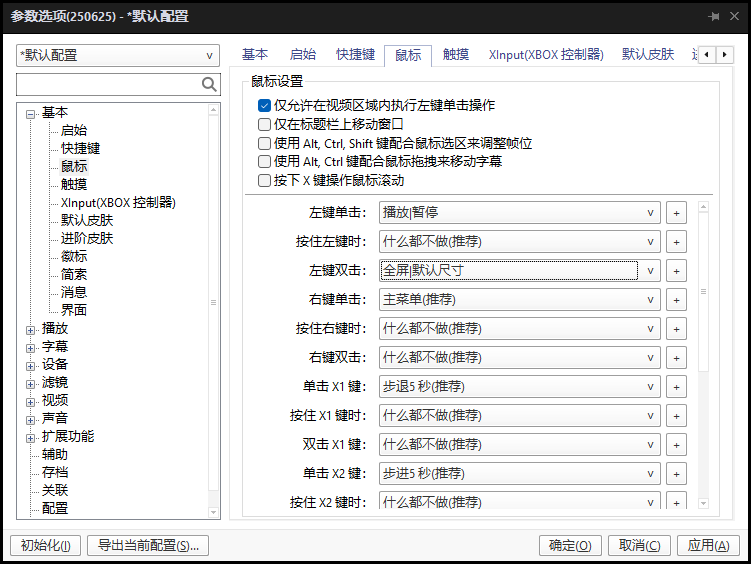 参数选项(250625) - *默认配置
*默认配置
基本
启始
快捷键
鼠标
触摸
XInput(XBOX 控制器)
默认皮肤
进阶皮肤
徽标
简索
消息
界面
播放
字幕
设备
滤镜
视频
声音
扩展功能
辅助
存档
关联
配置
基本 启始 快捷键 鼠标 触摸 XInput(XBOX 控制器) 默认皮肤
鼠标设置
仅允许在视频区域内执行左键单击操作
仅在标题栏上移动窗口
使用 Alt, Ctrl, Shift 键配合鼠标选区来调整帧位
使用 Alt, Ctrl 键配合鼠标拖拽来移动字幕
按下 X 键操作鼠标滚动
左键单击： 播放|暂停 +
按住左键时： 什么都不做(推荐) +
左键双击： 全屏|默认尺寸 +
右键单击： 主菜单(推荐) +
按住右键时： 什么都不做(推荐) +
右键双击： 什么都不做(推荐) +
单击 X1 键： 步退5 秒(推荐) +
按住 X1 键时： 什么都不做(推荐) +
双击 X1 键： 什么都不做(推荐) +
单击 X2 键： 步进5 秒(推荐) +
按住 X2 键时： 什么都不做(推荐) +
初始化(I) 导出当前配置(S)... 确定(O) 取消(C) 应用(A)